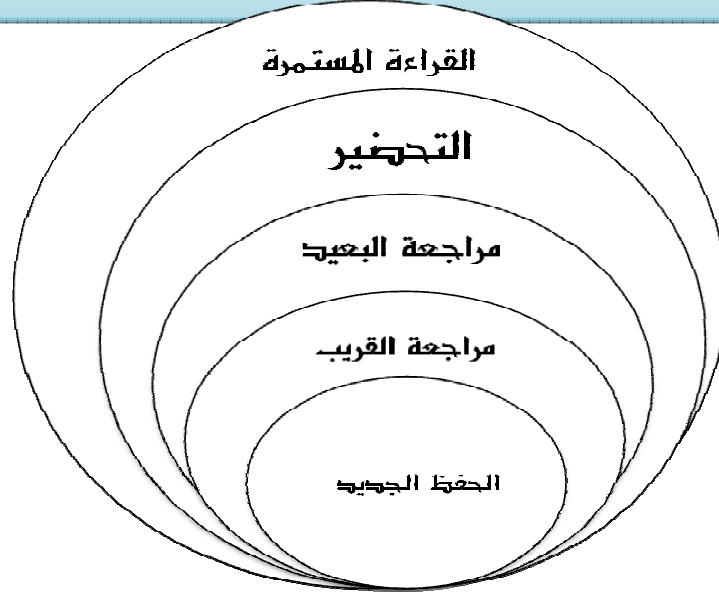 القراءة المستمرة
التحضير
مراجعة البعيد
مراجعة القريب
الحفظ الجديد